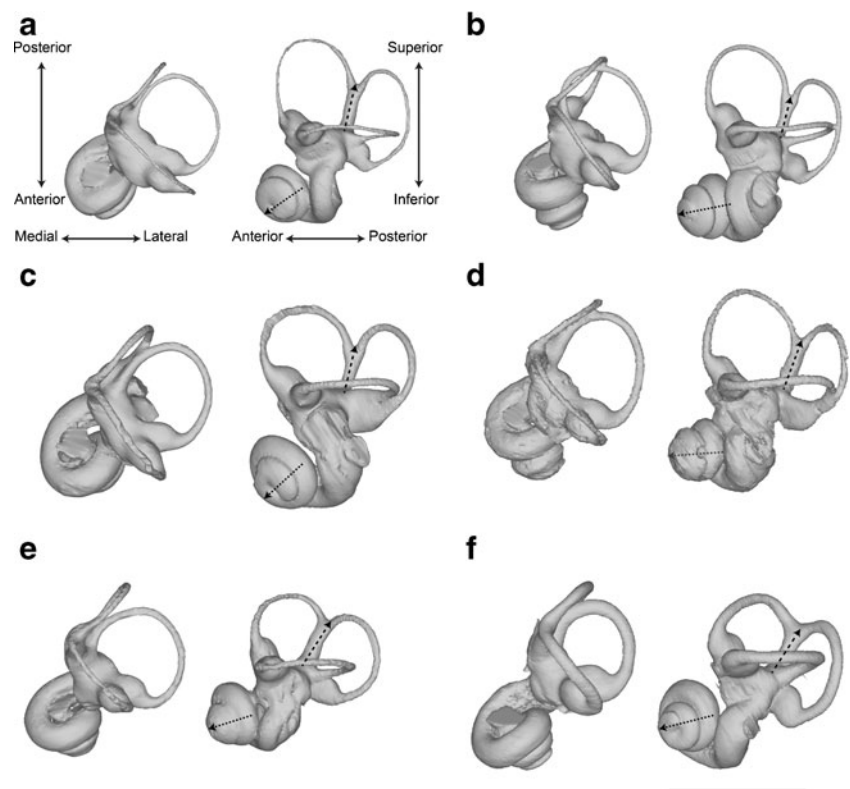 a
b
Posterior
Superior
Anterior
Inferior
Medial
Lateral
Anterior
Posterior
c
d
e
f